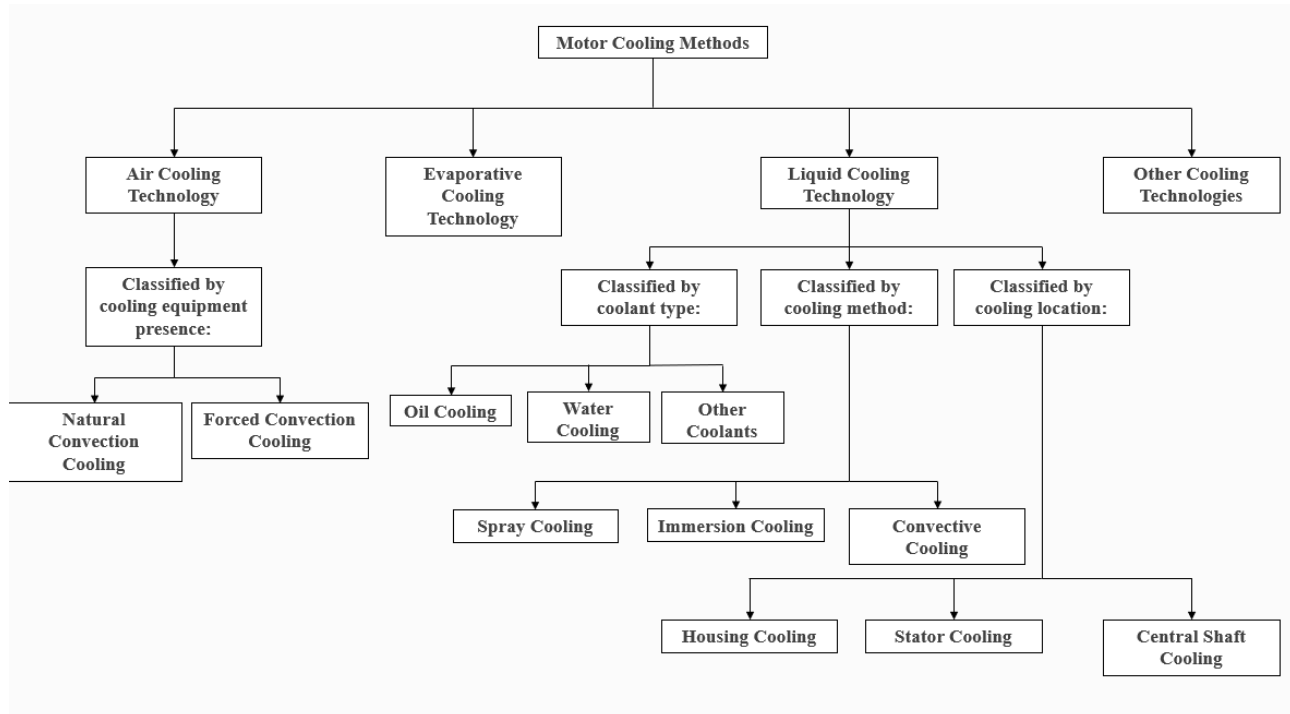 Motor Cooling Methods
Air Cooling
Technology
Evaporative
Cooling
Technology
Liquid Cooling
Technology
Other Cooling
Technologies
Classified by
cooling equipment
presence:
Classified by
coolant type:
Classified by
cooling method:
Classified by
cooling location:
Natural
Convection
Cooling
Forced Convection
Cooling
Oil Cooling
Water
Cooling
Other
Coolants
Spray Cooling
Immersion Cooling
Convective
Cooling
Housing Cooling
Stator Cooling
Central Shaft
Cooling